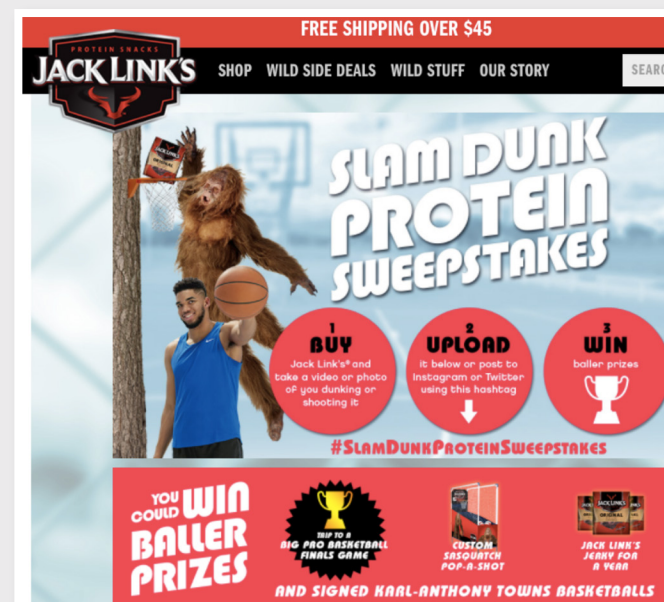 FREE SHIPPING OVER $45
PROTEIN SNACKS
JACK LINK'S
SHOP WILD SIDE DEALS WILD STUFF OUR STORY
SEARC
JACK LINK'S
ORIGINAL
SLAM DUNK
PROTEIN
SWEEPSTAKES
1
BUY
Jack Link's® and
take a video or photo
of you dunking or
shooting it
2
UPLOAD
it below or post to
Instagram or Twitter
using this hashtag
3
WIN
baller prizes
#SLAMDUNKPROTEINSWEEPSTAKES
YOU
COULD WIN
BALLER
PRIZES
TRIP TO A
BIG PRO BASKETBALL
FINALS GAME
CUSTOM
SASQUATCH
POP-A-SHOT
ORIGINAL
JACK LINK'S
JERKY FOR
A YEAR
AND SIGNED KARL-ANTHONY TOWNS BASKETBALLS